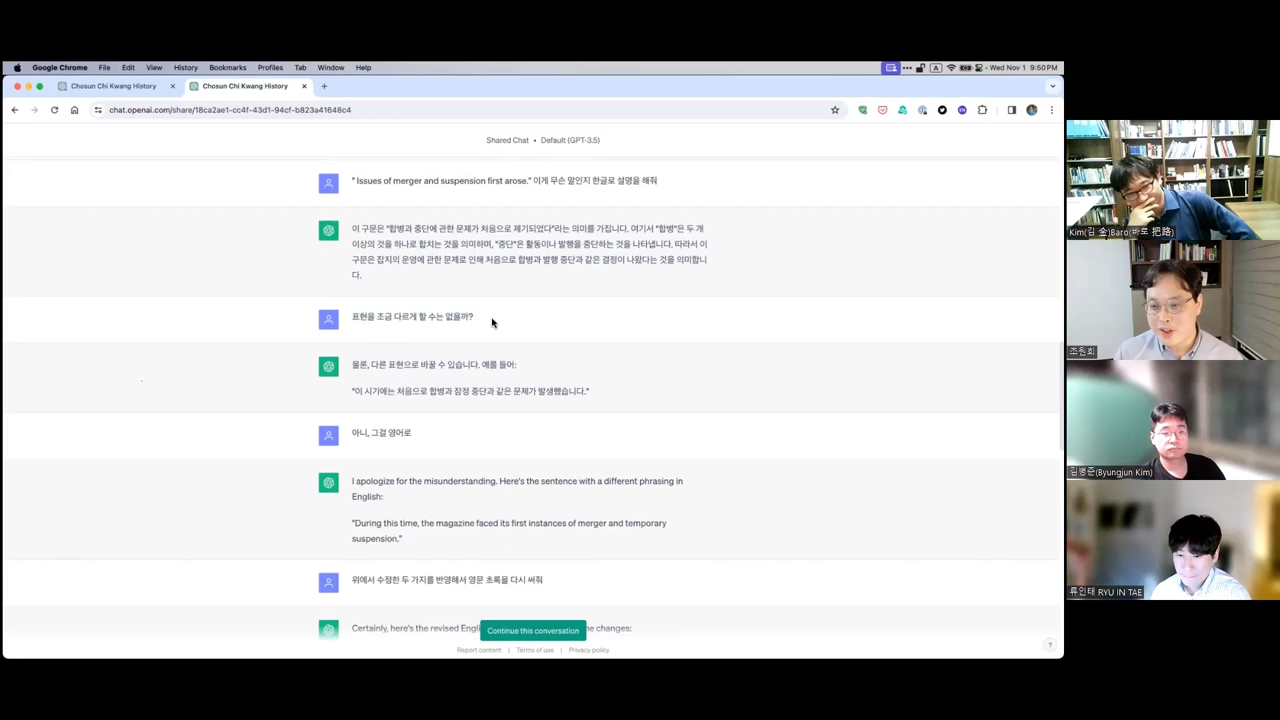 Google Chrome File Edit View History Bookmarks Profiles Tab Window Help
A Wed Nov 1 9:50 PM
Chosun Chi Kwang History
Chosun Chi Kwang History
chat.openai.com/share/18ca2ae1-cc4f-43d1-94cf-b823a41648c4
Shared Chat • Default (GPT-3.5)
" Issues of merger and suspension first arose." 이게 무슨 말인지 한글로 설명을 해줘
이 구문은 "합병과 중단에 관한 문제가 처음으로 제기되었다"라는 의미를 가집니다. 여기서 "합병"은 두 개
이상의 것을 하나로 합치는 것을 의미하며, "중단"은 활동이나 발행을 중단하는 것을 나타냅니다. 따라서 이
구문은 잡지의 운영에 관한 문제로 인해 처음으로 합병과 발행 중단과 같은 결정이 나왔다는 것을 의미합니
다.
표현을 조금 다르게 할 수는 없을까?
물론, 다른 표현으로 바꿀 수 있습니다. 예를 들어:
"이 시기에는 처음으로 합병과 잠정 중단과 같은 문제가 발생했습니다."
아니, 그걸 영어로
I apologize for the misunderstanding. Here's the sentence with a different phrasing in
English:
"During this time, the magazine faced its first instances of merger and temporary
suspension."
위에서 수정한 두 가지를 반영해서 영문 초록을 다시 써줘
Certainly, here's the revised Engli
e changes:
Continue this conversation
Report content | Terms of use | Privacy policy
?
Kim(김 金)Baro(바로 把路)
조원희
김병준(Byungjun Kim)
류인태 RYU IN TAE